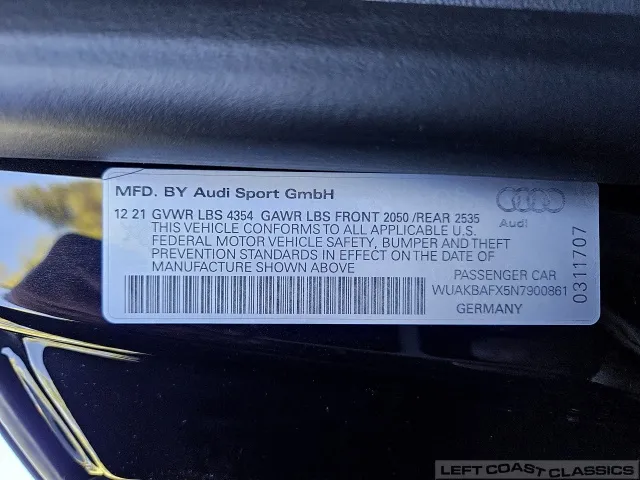 MFD. BY Audi Sport GmbH
12 21 GVWR LBS 4354 GAWR LBS FRONT 2050 /REAR 2535
THIS VEHICLE CONFORMS TO ALL APPLICABLE U.S.
FEDERAL MOTOR VEHICLE SAFETY, BUMPER AND THEFT
PREVENTION STANDARDS IN EFFECT ON THE DATE OF
MANUFACTURE SHOWN ABOVE
Audi
PASSENGER CAR
WUAKBAFX5N7900861
GERMANY
0311707
LEFT COAST CLASSICS